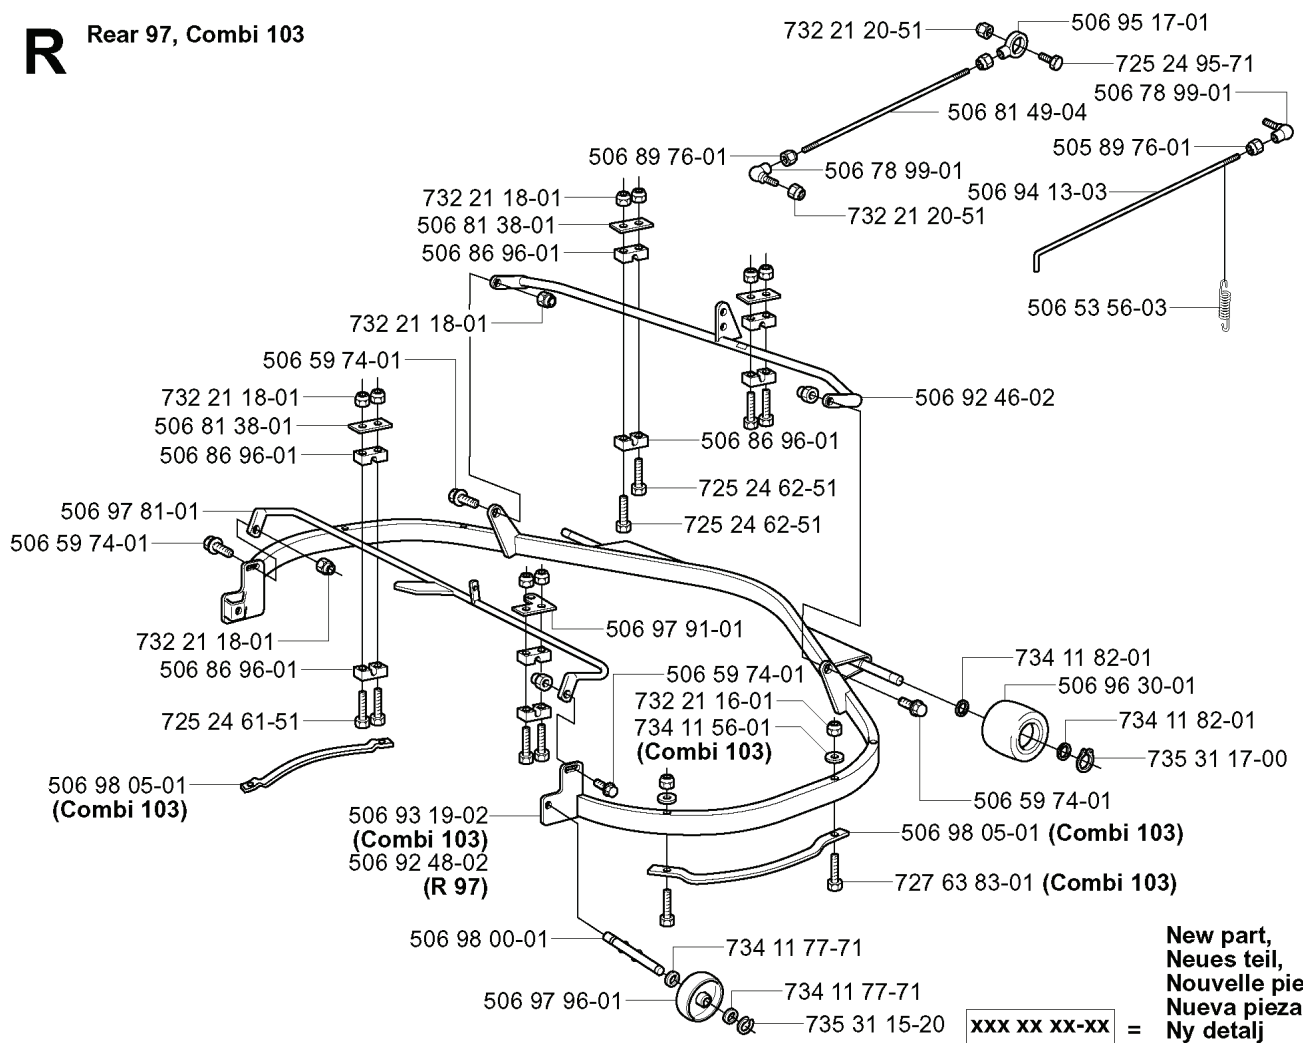 R Rear 97, Combi 103
732 21 20-51
506 95 17-01
725 24 95-71
506 78 99-01
506 81 49-04
505 89 76-01
506 89 76-01
506 78 99-01
506 94 13-03
732 21 18-01
732 21 20-51
506 81 38-01
506 86 96-01
506 53 56-03
732 21 18-01
506 59 74-01
732 21 18-01
506 92 46-02
506 81 38-01
506 86 96-01
506 86 96-01
725 24 62-51
506 97 81-01
725 24 62-51
506 59 74-01
506 97 91-01
732 21 18-01
734 11 82-01
506 86 96-01
506 59 74-01
506 96 30-01
732 21 16-01
725 24 61-51
734 11 56-01
(Combi 103)
734 11 82-01
735 31 17-00
506 98 05-01
(Combi 103)
506 59 74-01
506 93 19-02
(Combi 103)
506 92 48-02
(R 97)
506 98 05-01 (Combi 103)
727 63 83-01 (Combi 103)
506 98 00-01
734 11 77-71
506 97 96-01
734 11 77-71
735 31 15-20
xxx xx xx-xx =
New part,
Neues teil,
Nouvelle pie
Nueva pieza
Ny detalj